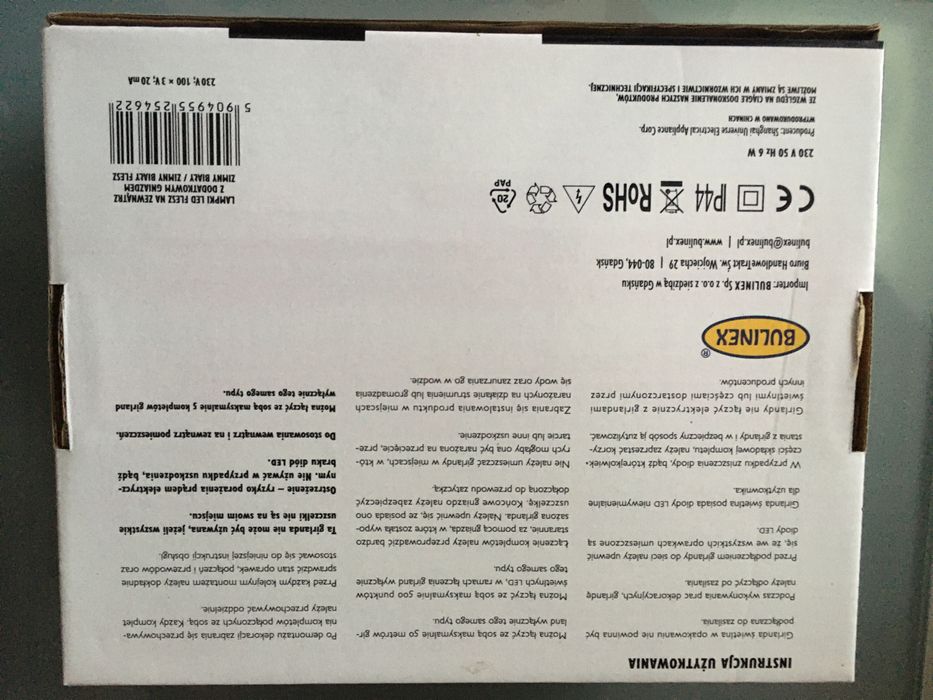 INSTRUKCJA UŻYTKOWANIA
Girlanda świetlna w opakowaniu nie powinna być
podłączona do zasilania.
Podczas wykonywania prac dekoracyjnych, girlandę
należy odłączyć od zasilania.
Przed podłączeniem girlandy do sieci należy upewnić
się, że we wszystkich oprawkach umieszczone są
diody LED.
Girlanda świetlna posiada diody LED niewymienialne
dla użytkownika.
W przypadku zniszczenia diody, bądź którejkolwiek
części składowej kompletu, należy zaprzestać korzy-
stania z girlandy i w bezpieczny sposób ją zutylizować.
Girlandy nie łączyć elektrycznie z girlandami
świetlnymi lub częściami dostarczonymi przez
innych producentów.
Można łączyć ze sobą maksymalnie 50 metrów gir-
land wyłącznie tego samego typu.
Można łączyć ze sobą maksymalnie 500 punktów
świetlnych LED, w ramach łączenia girland wyłącznie
tego samego typu.
Łączenie kompletów należy przeprowadzić bardzo
starannie, za pomocą gniazda, w które została wypo-
sażona girlanda. Należy upewnić się, że posiada ono
uszczelkę. Końcowe gniazdo należy zabezpieczyć
dołączoną do przewodu zatyczką.
Nie należy umieszczać girlandy w miejscach, w któ-
rych mogłaby ona być narażona na przecięcie, prze-
tarcie lub inne uszkodzenie.
Zabrania się instalowania produktu w miejscach
narażonych na działanie strumienia lub gromadzenia
się wody oraz zanurzania go w wodzie.
Po demontażu dekoracji zabrania się przechowywa-
nia kompletów połączonych ze sobą. Każdy komplet
należy przechowywać oddzielnie.
Przed każdym kolejnym montażem należy dokładnie
sprawdzić stan oprawek, połączeń i przewodów oraz
stosować się do niniejszej instrukcji obsługi.
Ta girlanda nie może być używana, jeżeli wszystkie
uszczelki nie są na swoim miejscu.
Ostrzeżenie – ryzyko porażenia prądem elektrycz-
nym. Nie używać w przypadku uszkodzenia, bądź
braku diód LED.
Do stosowania wewnątrz i na zewnątrz pomieszczeń.
Można łączyć ze sobą maksymalnie 5 kompletów girland
wyłącznie tego samego typu.
BULINEX®
Importer: BULINEX Sp. z o.o. z siedzibą w Gdańsku
Biuro Handlowe: Trakt Św. Wojciecha 29 | 80-044, Gdańsk
bulinex@bulinex.pl | www.bulinex.pl
CE IP44 RoHS 20 PAP
230 V 50 Hz 6 W
Producent: Shanghai Universe Electrical Appliance Corp.
WYPRODUKOWANO W CHINACH
ZE WZGLĘDU NA CIĄGŁE DOSKONALENIE NASZYCH PRODUKTÓW,
MOŻLIWE SĄ ZMIANY W ICH WZORNICTWIE I SPECYFIKACJI TECHNICZNEJ.
LAMPKI LED FLESZ NA ZEWNĄTRZ
Z DODATKOWYM GNIAZDEM
ZIMNY BIAŁY / ZIMNY BIAŁY FLESZ
5 904955 254622
230 V; 100 × 3 V; 20 mA